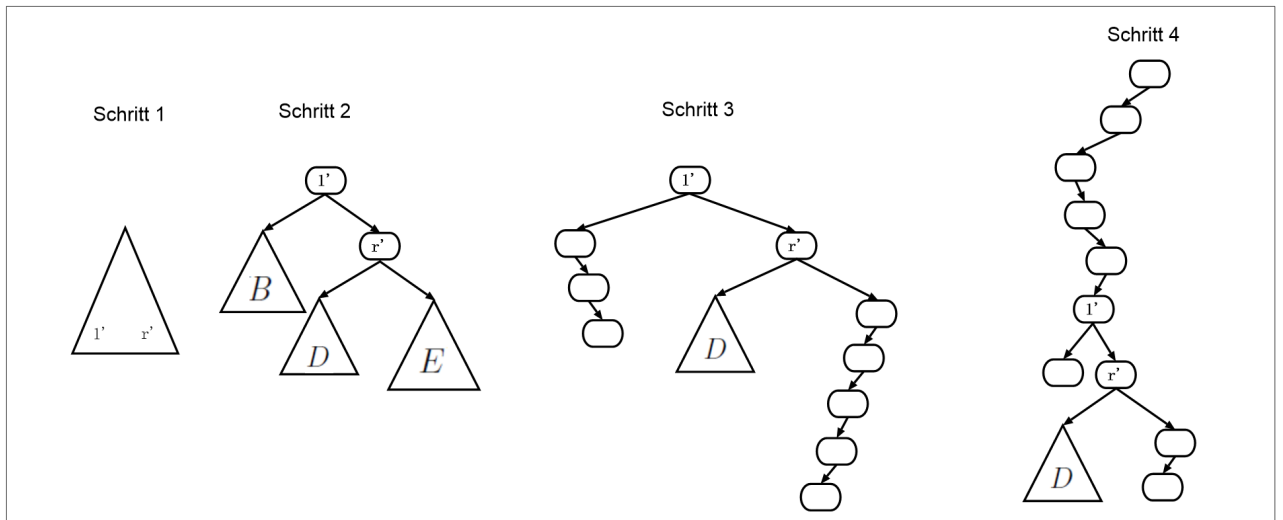 Schritt 1
l' r'
Schritt 2
l'
r'
B
D
E
Schritt 3
l'
r'
D
Schritt 4
l'
r'
D